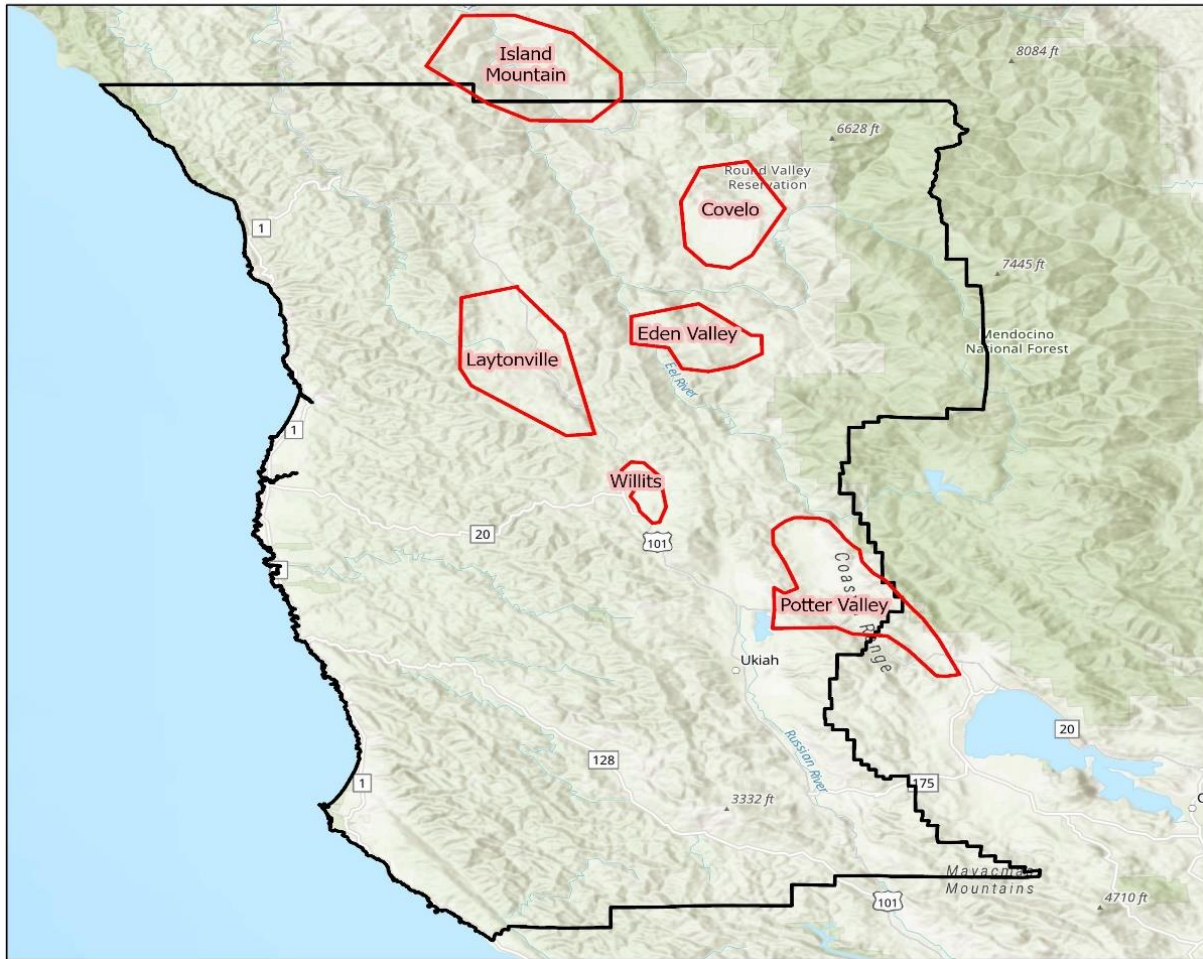 Island
Mountain
8084 ft
6628 ft
Round Valley
Reservation
Covelo
1
7445 ft
Eden Valley
Mendocino
National Forest
Laytonville
Eel River
1
Willits
20
101
Coast Range
Potter Valley
Ukiah
20
Russian River
128
1
175
3332 ft
Mayacmas
Mountains
101
4710 ft